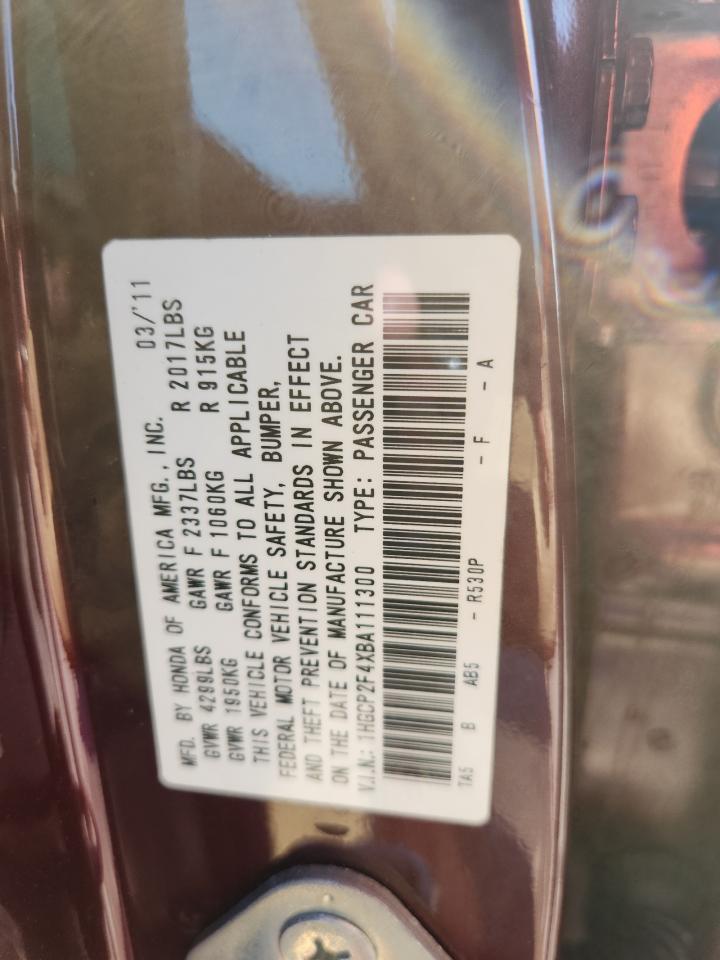 MFD. BY HONDA OF AMERICA MFG., INC. 03/'11
GVWR 4299LBS GAWR F 2337LBS R 2017LBS
GVWR 1950KG GAWR F 1060KG R 915KG
THIS VEHICLE CONFORMS TO ALL APPLICABLE
FEDERAL MOTOR VEHICLE SAFETY, BUMPER,
AND THEFT PREVENTION STANDARDS IN EFFECT
ON THE DATE OF MANUFACTURE SHOWN ABOVE.
V.I.N.: 1HGCP2F4XBA111300 TYPE: PASSENGER CAR
TA5 B AB5 - R530P - F - A